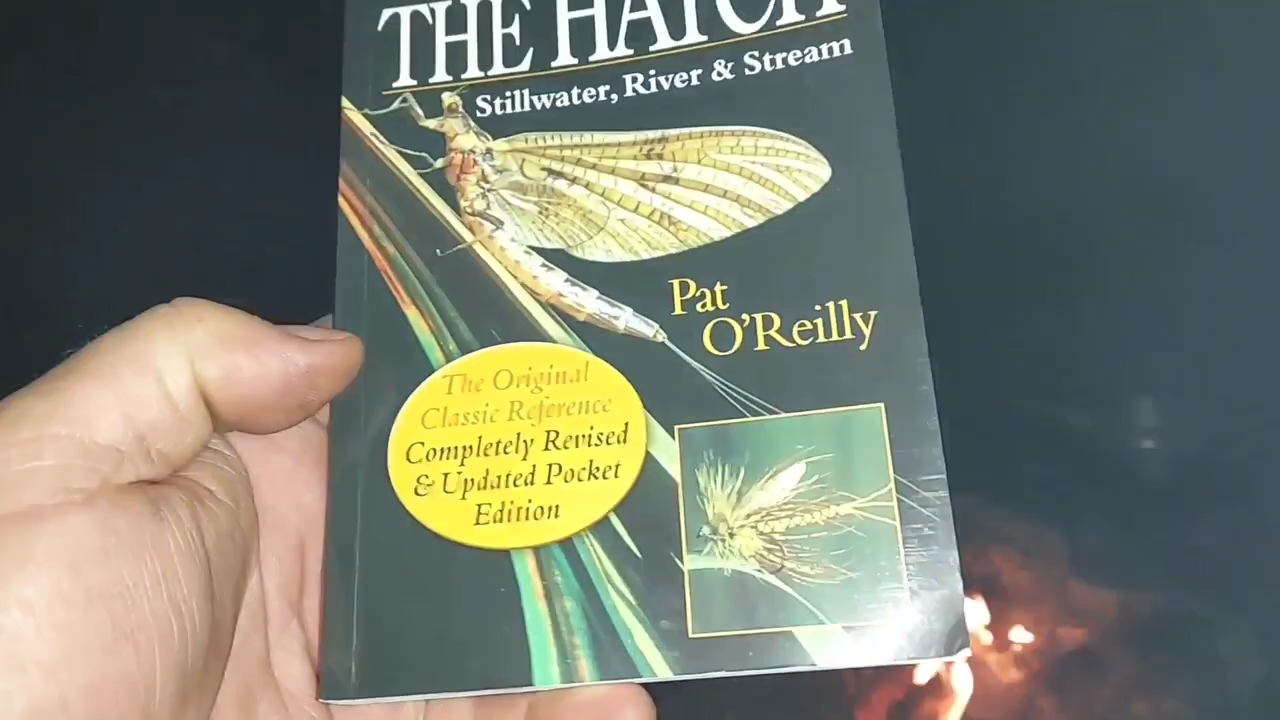 THE HATCH
Stillwater, River & Stream
Pat
O'Reilly
The Original
Classic Reference
Completely Revised
& Updated Pocket
Edition